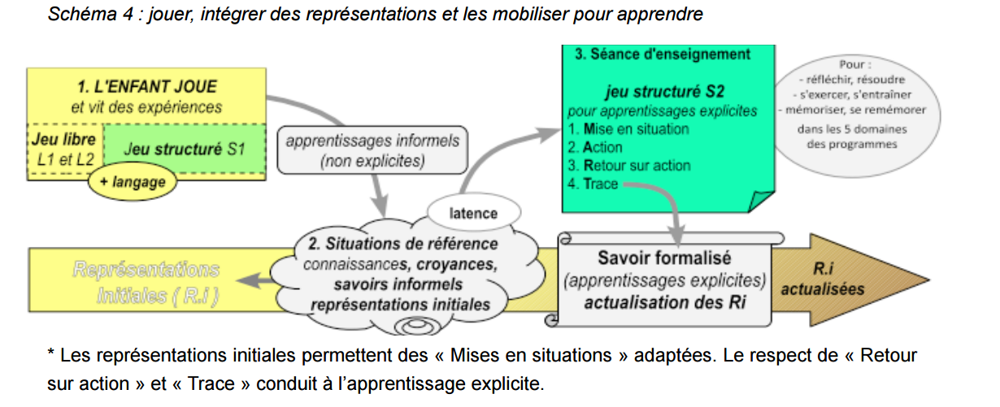 Schéma 4 : jouer, intégrer des représentations et les mobiliser pour apprendre
1. L'ENFANT JOUE
et vit des expériences
Jeu libre
L1 et L2
Jeu structuré S1
+ langage
apprentissages informels
(non explicites)
latence
2. Situations de référence
connaissances, croyances,
savoirs informels
représentations initiales
Représentations
Initiales ( R.i )
3. Séance d'enseignement
jeu structuré S2
pour apprentissages explicites
1. Mise en situation
2. Action
3. Retour sur action
4. Trace
Pour :
- réfléchir, résoudre
- s'exercer, s'entraîner
- mémoriser, se remémorer
dans les 5 domaines
des programmes
Savoir formalisé
(apprentissages explicites)
actualisation des Ri
R.i
actualisées
* Les représentations initiales permettent des « Mises en situations » adaptées. Le respect de « Retour
sur action » et « Trace » conduit à l'apprentissage explicite.